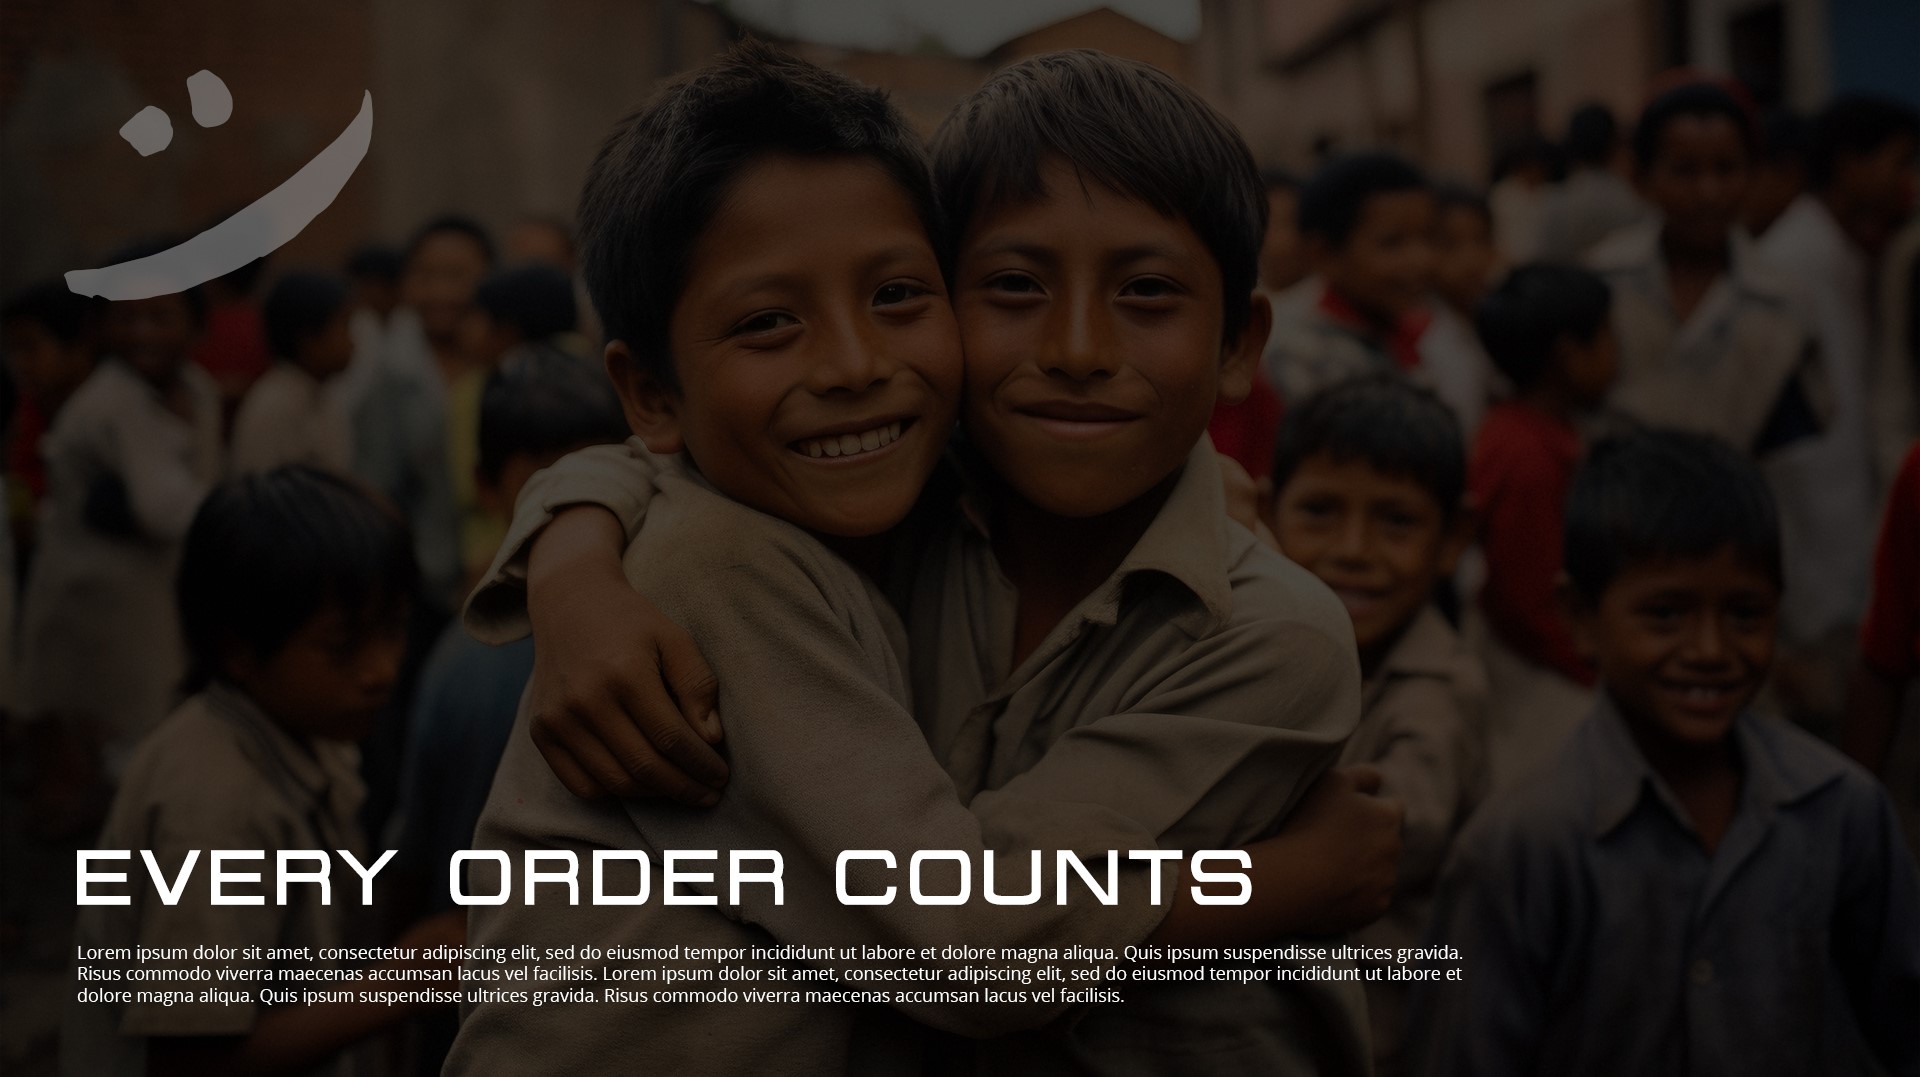 EVERY ORDER COUNTS
Lorem ipsum dolor sit amet, consectetur adipiscing elit, sed do eiusmod tempor incididunt ut labore et dolore magna aliqua. Quis ipsum suspendisse ultrices gravida.
Risus commodo viverra maecenas accumsan lacus vel facilisis. Lorem ipsum dolor sit amet, consectetur adipiscing elit, sed do eiusmod tempor incididunt ut labore et
dolore magna aliqua. Quis ipsum suspendisse ultrices gravida. Risus commodo viverra maecenas accumsan lacus vel facilisis.